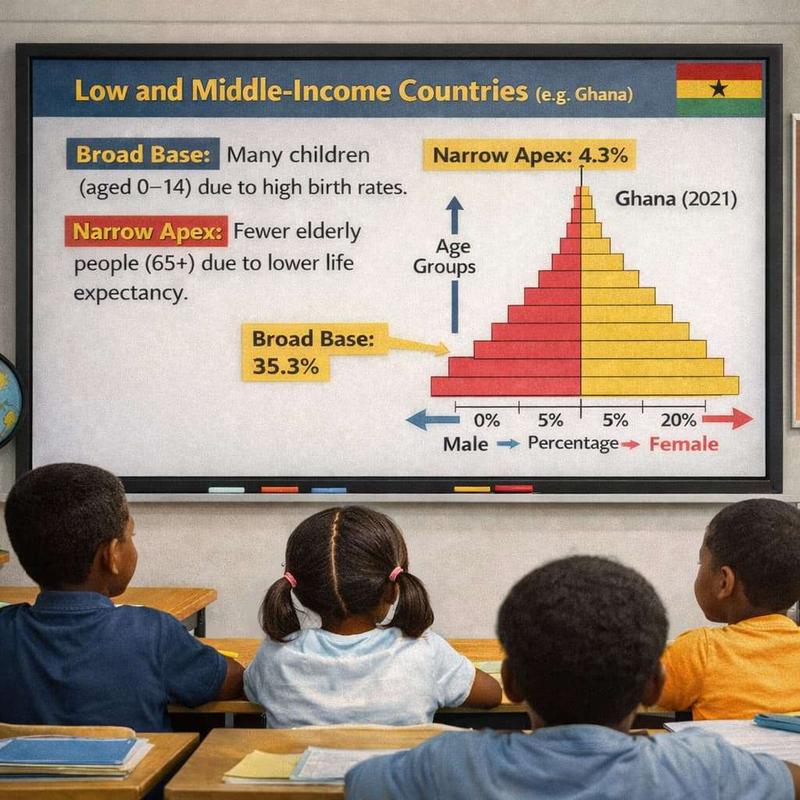 Low and Middle-Income Countries (e.g. Ghana)
Broad Base: Many children
(aged 0–14) due to high birth rates.
Narrow Apex: Fewer elderly
people (65+) due to lower life
expectancy.
Narrow Apex: 4.3%
Ghana (2021)
Age
Groups
Broad Base:
35.3%
0% 5% 5% 20%
Male Percentage Female